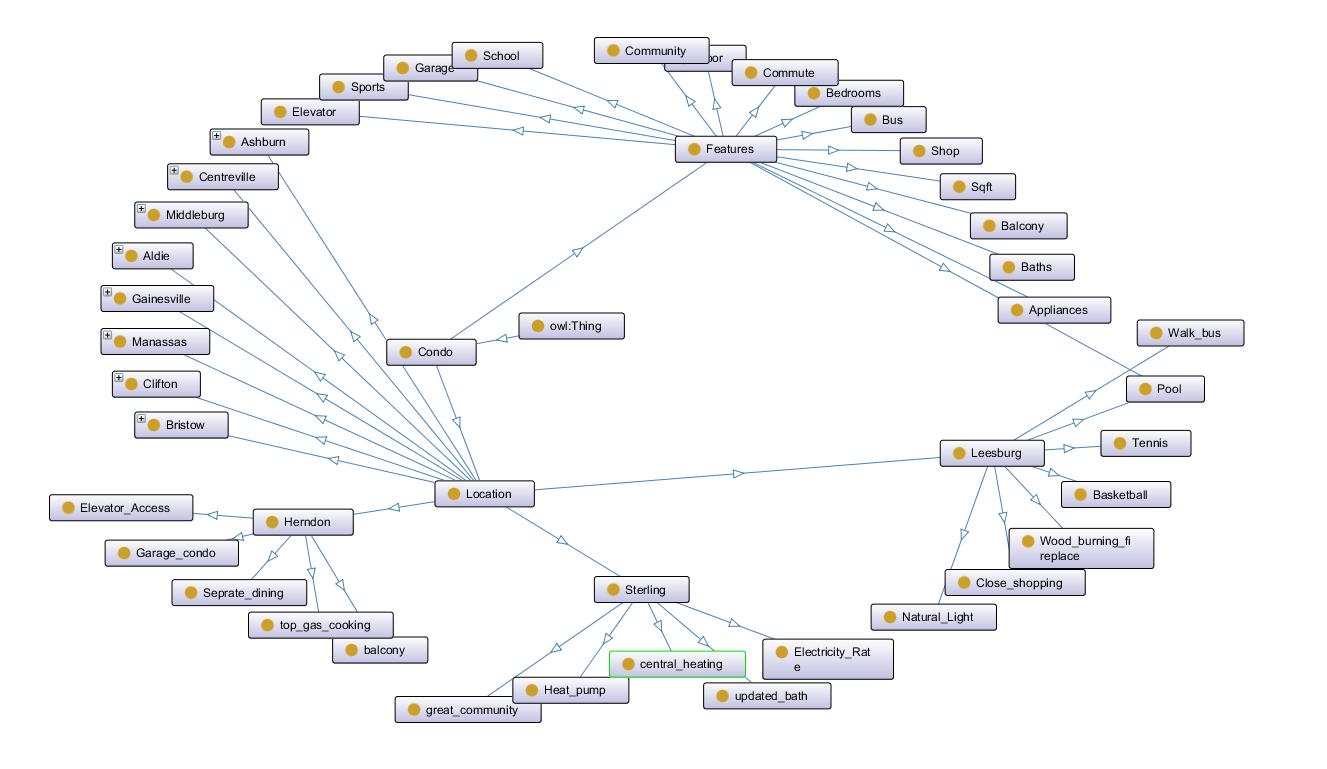 School
Community
Garage
Commute
Sports
Bedrooms
Elevator
Bus
Ashburn
Features
Shop
Centreville
Sqft
Middleburg
Balcony
Aldie
Baths
Gainesville
Appliances
owl:Thing
Walk_bus
Manassas
Condo
Clifton
Pool
Bristow
Tennis
Leesburg
Location
Basketball
Elevator_Access
Herndon
Garage_condo
Wood_burning_fi
replace
Close_shopping
Seprate_dining
Sterling
Natural_Light
top_gas_cooking
balcony
central_heating
Electricity_Rat
e
Heat_pump
updated_bath
great_community